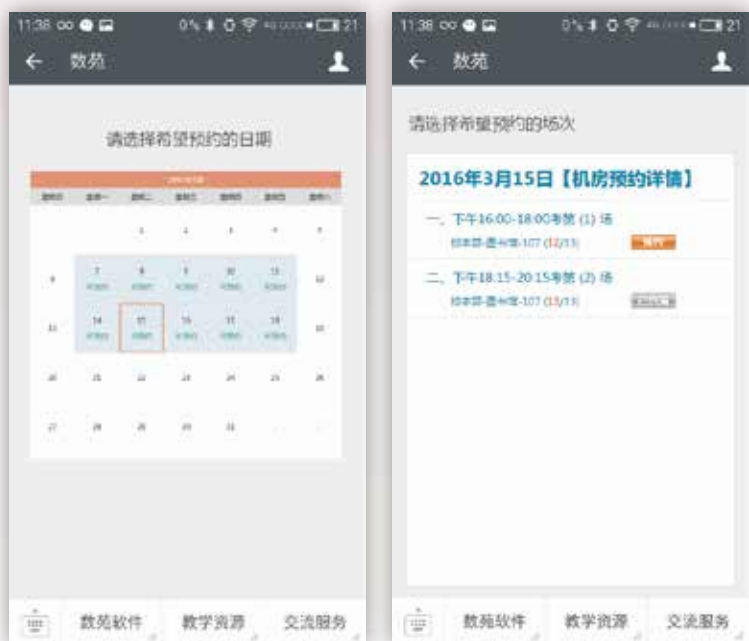 11:38
0%
21
数苑
请选择希望预约的日期
1 2 3 4 5
6 7 8 9 10 11 12
13 14 15 16 17 18 19
20 21 22 23 24 25 26
27 28 29 30 31
数苑软件 教学资源 交流服务
11:38
0%
21
数苑
请选择希望预约的场次
2016年3月15日【机房预约详情】
一、下午16:00-18:00考第 (1) 场
二、下午18:15-20:15考第 (2) 场
数苑软件 教学资源 交流服务